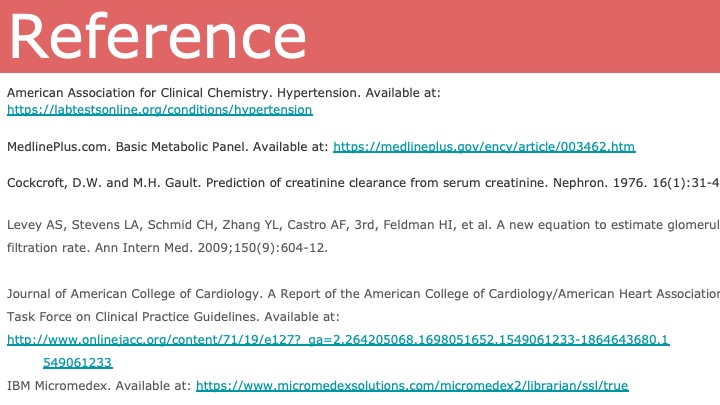 Reference
American Association for Clinical Chemistry. Hypertension. Available at:
https://labtestsonline.org/conditions/hypertension
MedlinePlus.com. Basic Metabolic Panel. Available at: https://medlineplus.gov/ency/article/003462.htm
Cockcroft, D.W. and M.H. Gault. Prediction of creatinine clearance from serum creatinine. Nephron. 1976. 16(1):31-4
Levey AS, Stevens LA, Schmid CH, Zhang YL, Castro AF, 3rd, Feldman HI, et al. A new equation to estimate glomerul
filtration rate. Ann Intern Med. 2009;150(9):604-12.
Journal of American College of Cardiology. A Report of the American College of Cardiology/American Heart Association
Task Force on Clinical Practice Guidelines. Available at:
http://www.onlinejacc.org/content/71/19/e127?_ga=2.264205068.1698051652.1549061233-1864643680.1
549061233
IBM Micromedex. Available at: https://www.micromedexsolutions.com/micromedex2/librarian/ssl/true